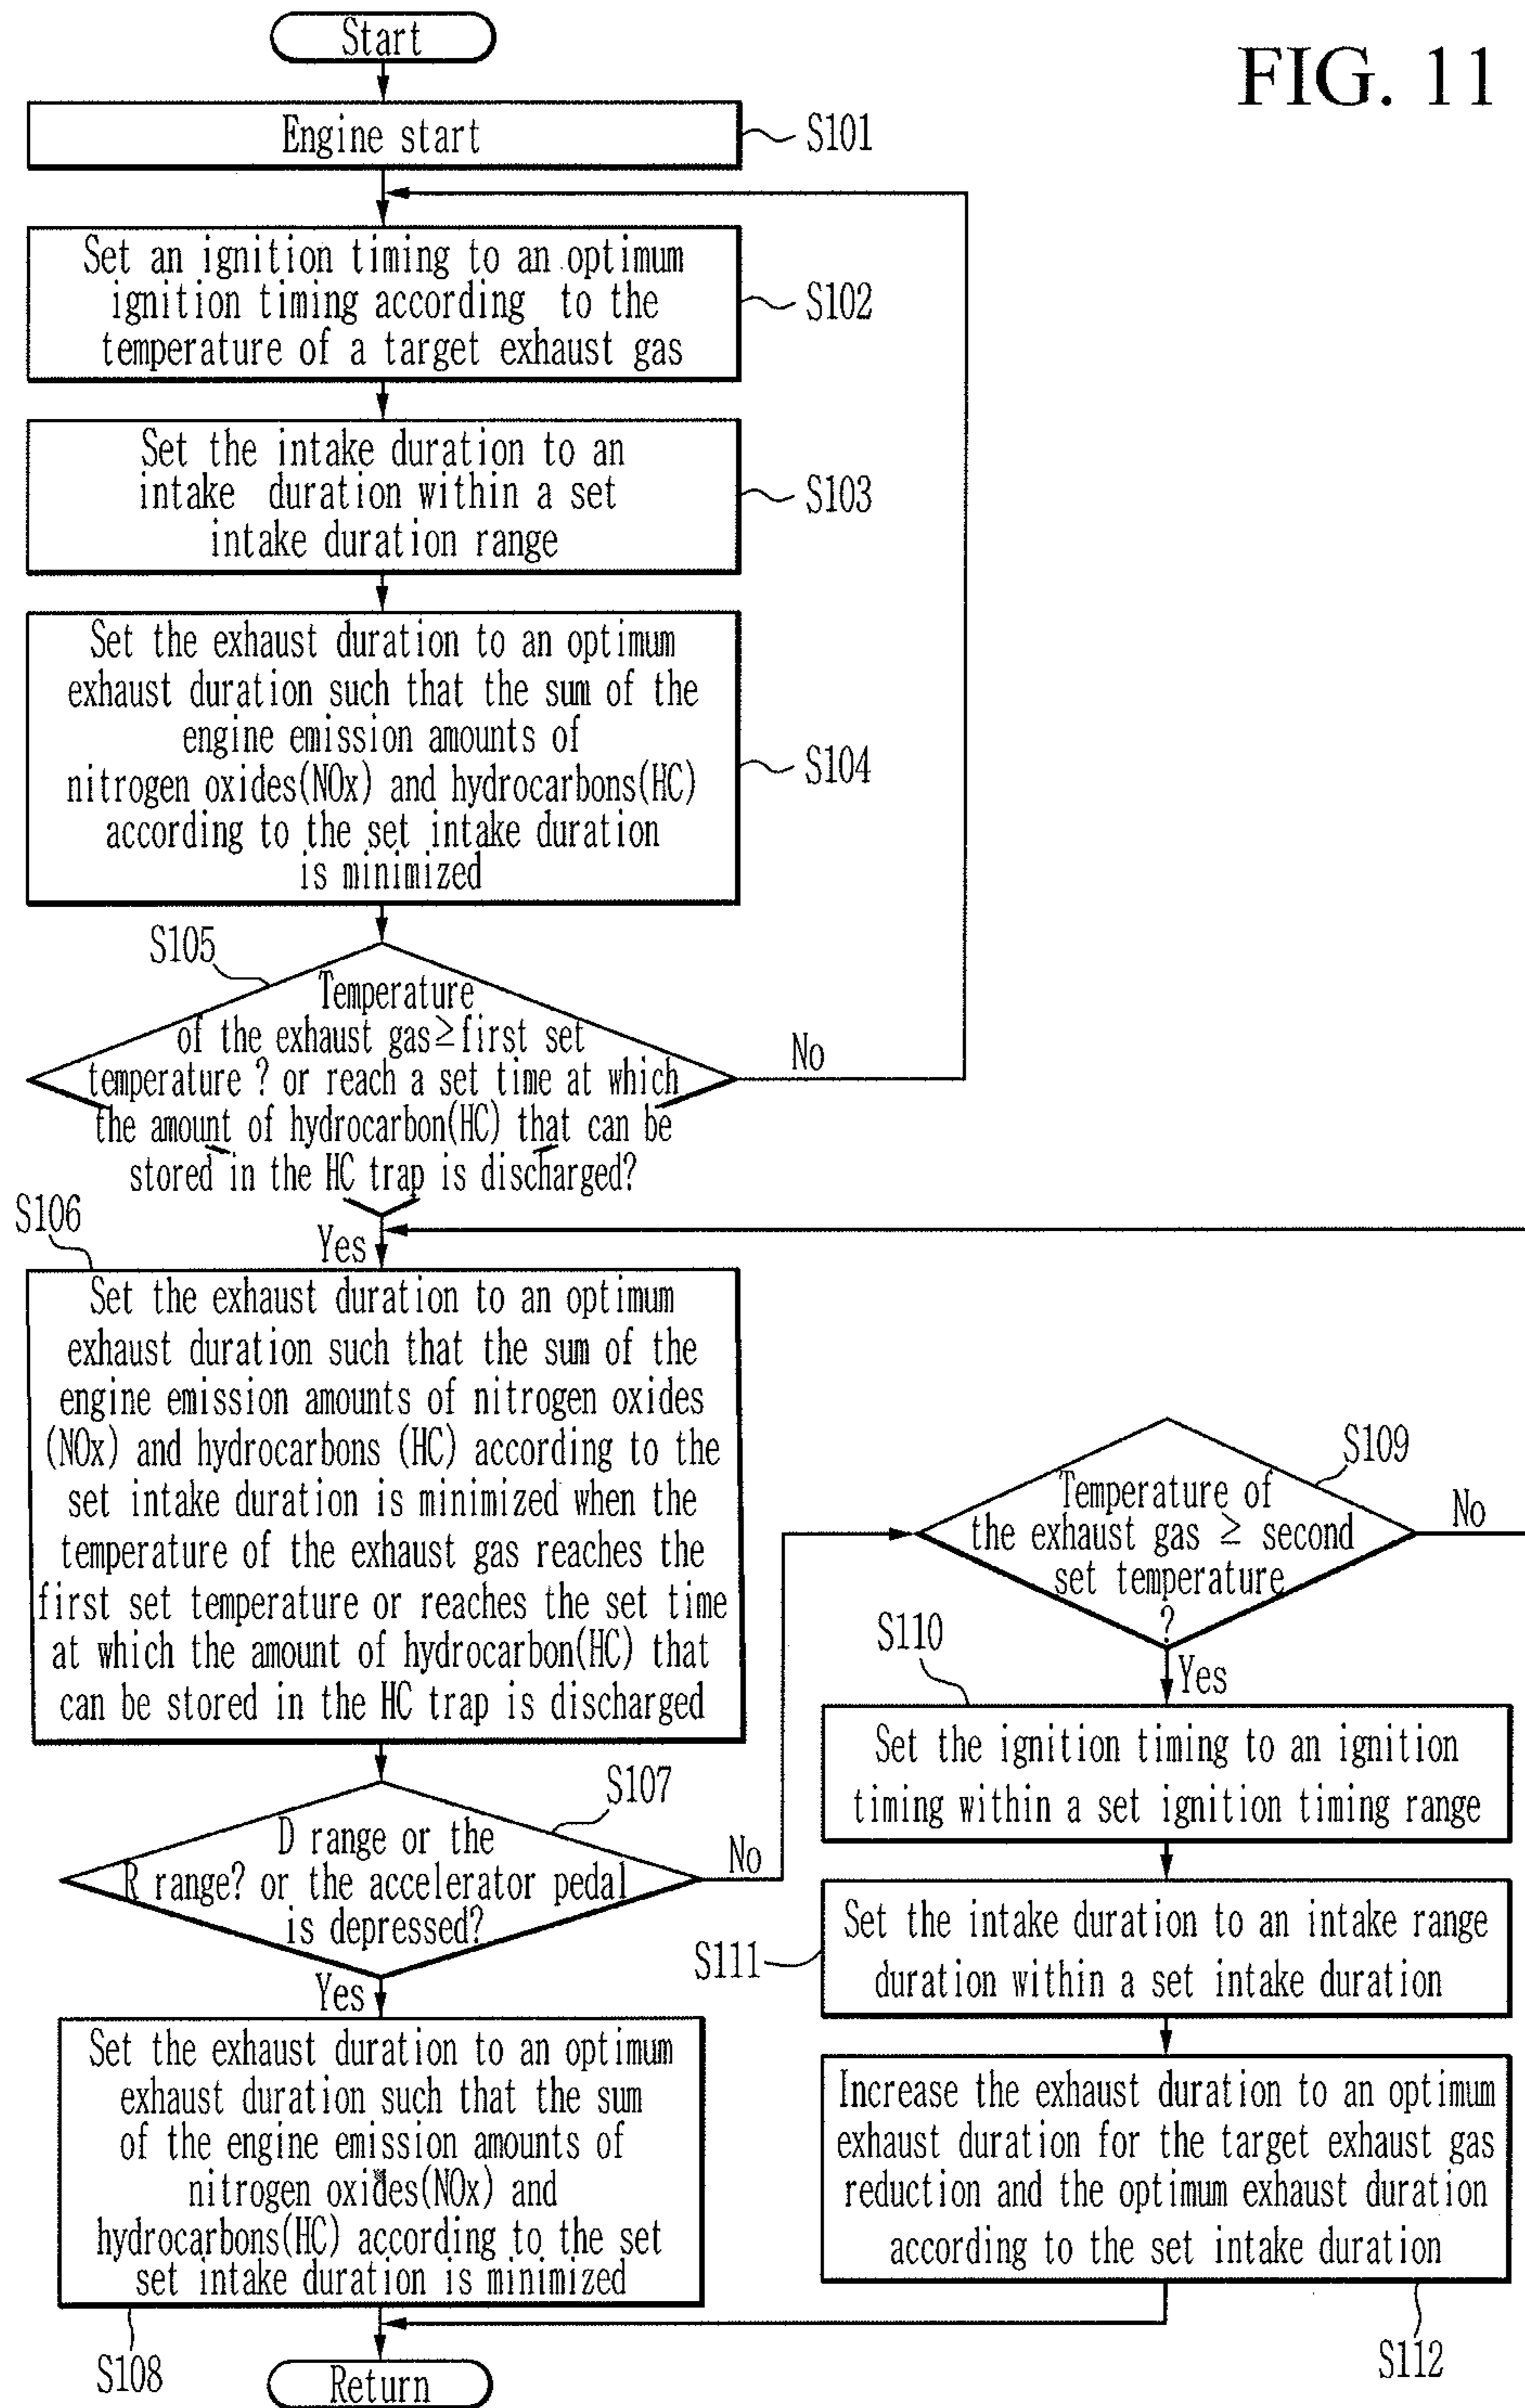 FIG. 11
Start
Engine start
S101
Set an ignition timing to an optimum
ignition timing according to the
temperature of a target exhaust gas
S102
Set the intake duration to an
intake duration within a set
intake duration range
S103
Set the exhaust duration to an optimum
exhaust duration such that the sum of the
engine emission amounts of
nitrogen oxides(NOx) and hydrocarbons(HC)
according to the set intake duration
is minimized
S104
S105
Temperature
of the exhaust gas≥first set
temperature ? or reach a set time at which
the amount of hydrocarbon(HC) that can be
stored in the HC trap is discharged?
No
Yes
S106
Set the exhaust duration to an optimum
exhaust duration such that the sum of the
engine emission amounts of nitrogen oxides
(NOx) and hydrocarbons (HC) according to the
set intake duration is minimized when the
temperature of the exhaust gas reaches the
first set temperature or reaches the set time
at which the amount of hydrocarbon(HC) that
can be stored in the HC trap is discharged
S107
D range or the
R range? or the accelerator pedal
is depressed?
No
Yes
Set the exhaust duration to an optimum
exhaust duration such that the sum
of the engine emission amounts of
nitrogen oxides(NOx) and
hydrocarbons(HC) according to the set
set intake duration is minimized
S108
Return
S109
Temperature of
the exhaust gas ≥ second
set temperature
?
No
Yes
S110
Set the ignition timing to an ignition
timing within a set ignition timing range
S111
Set the intake duration to an intake range
duration within a set intake duration
Increase the exhaust duration to an optimum
exhaust duration for the target exhaust gas
reduction and the optimum exhaust duration
according to the set intake duration
S112